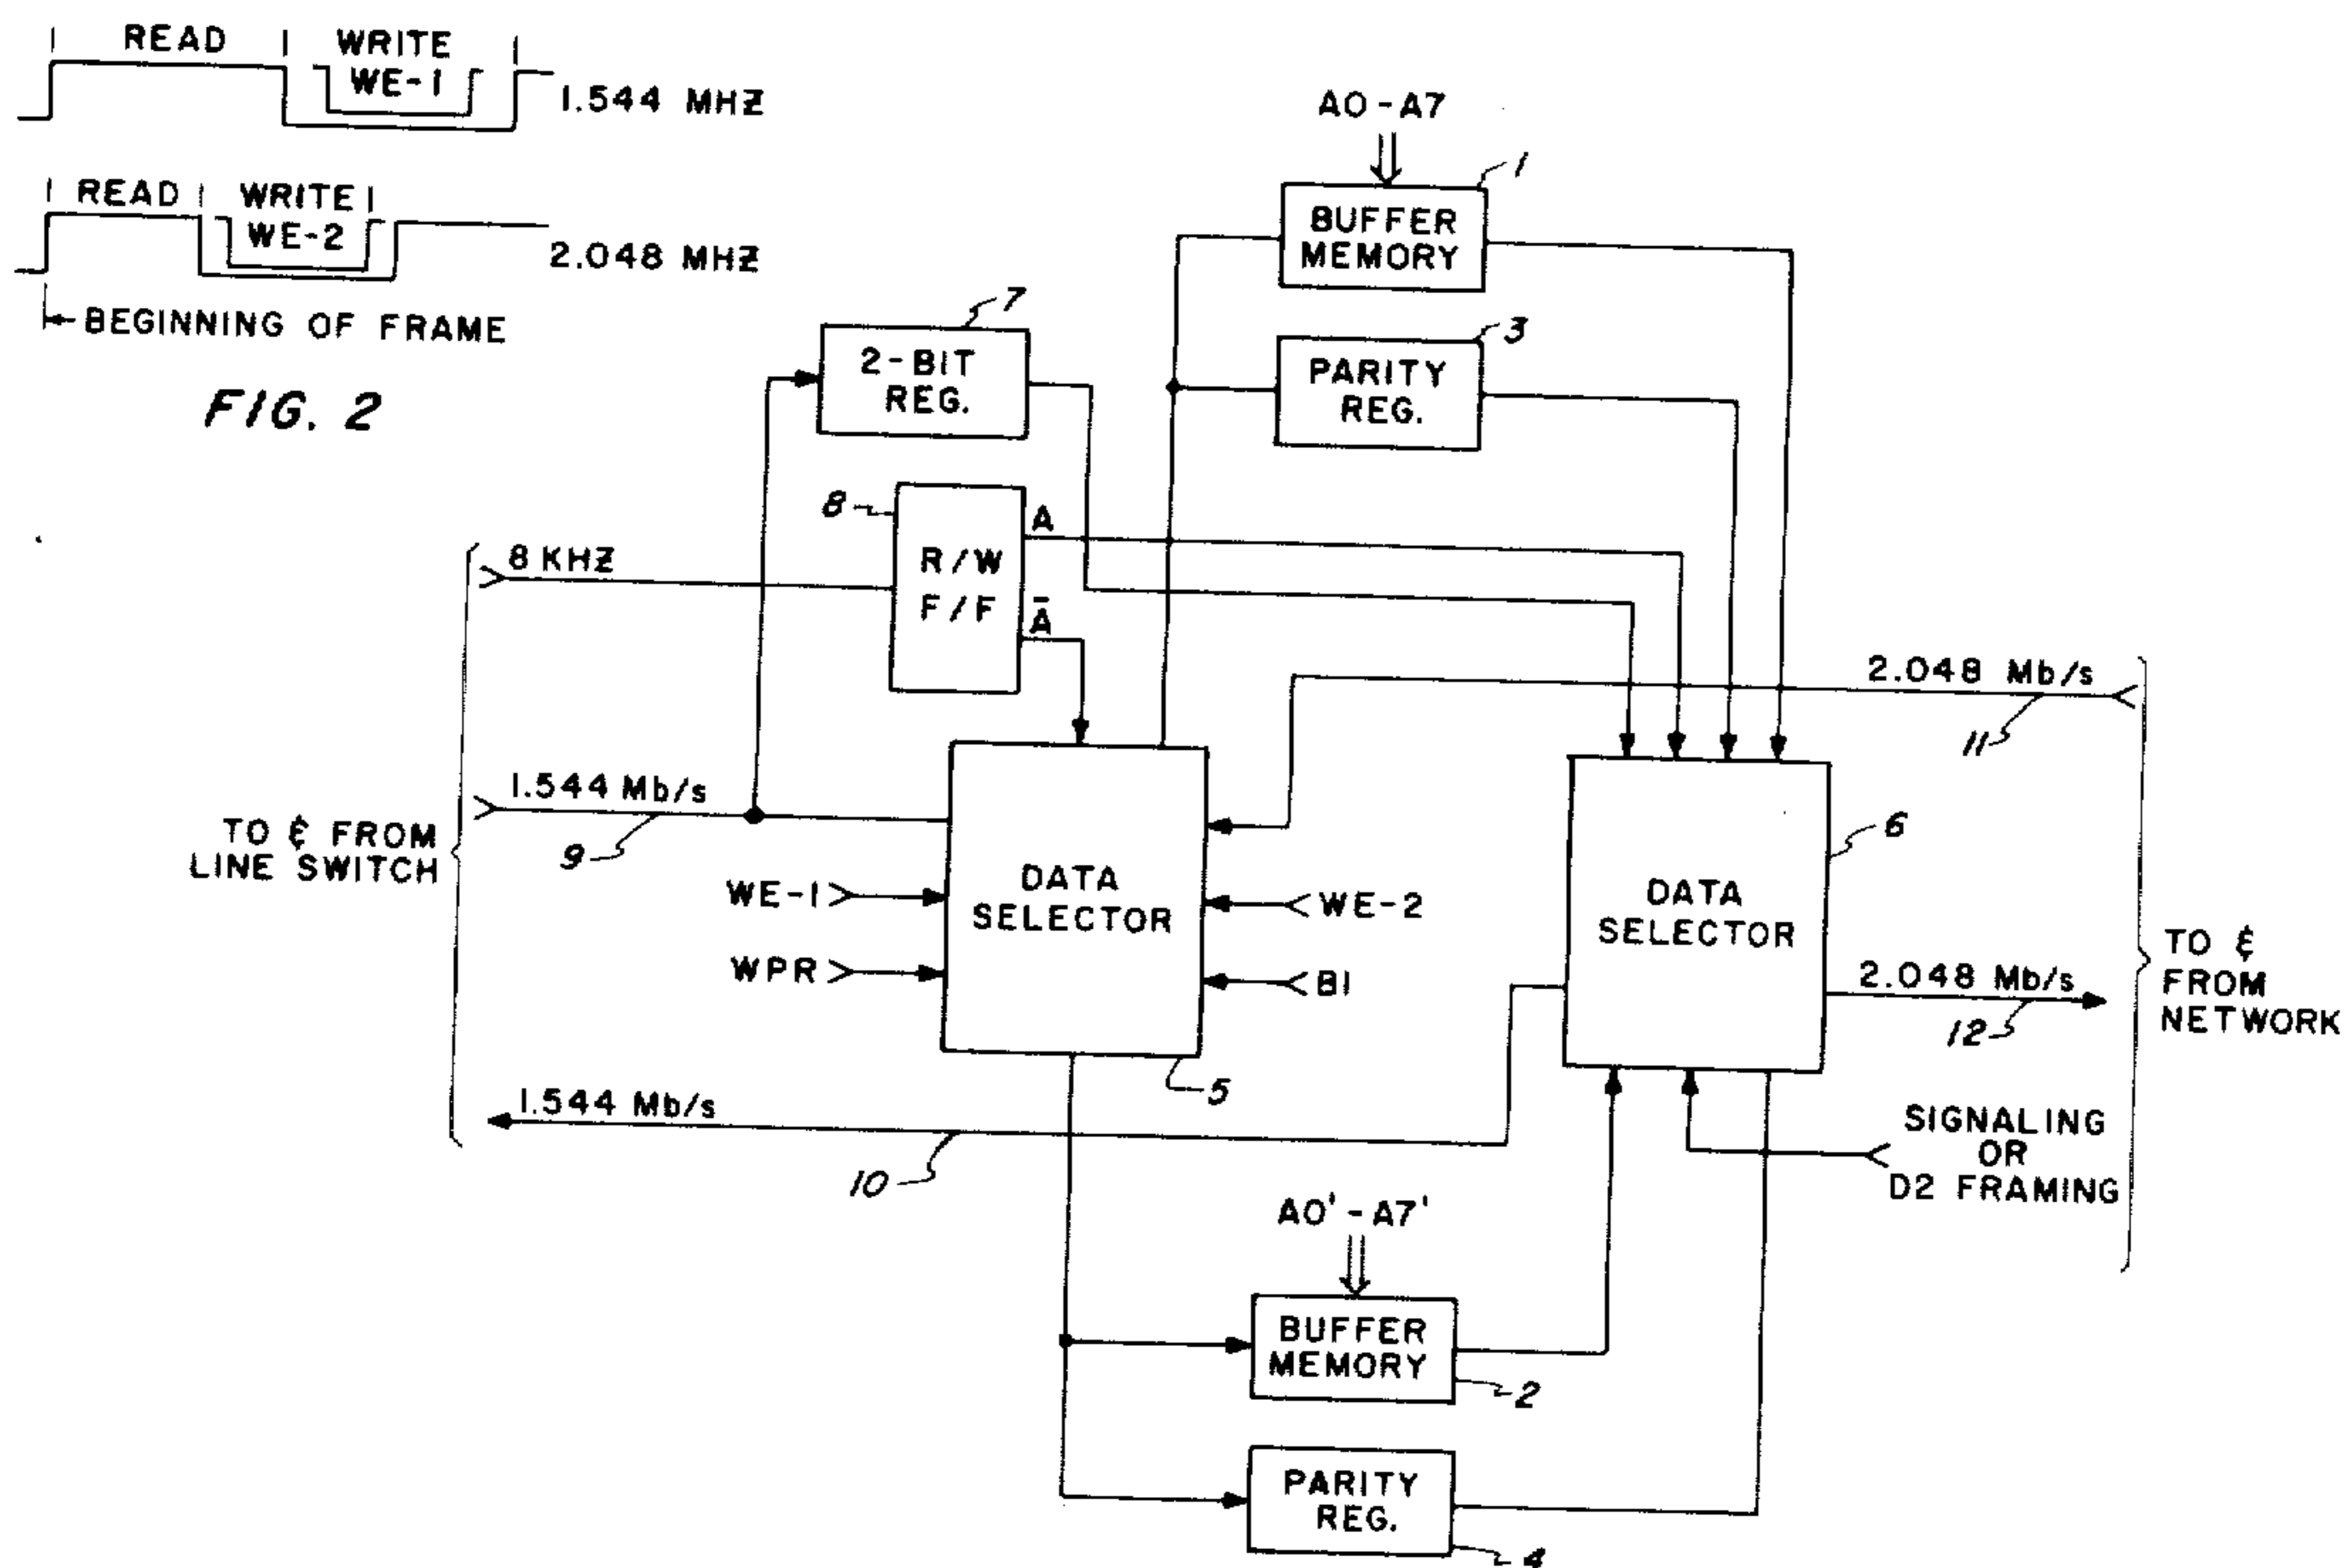 READ
WRITE
WE-1
1.544 MHZ
READ
WRITE
WE-2
2.048 MHZ
BEGINNING OF FRAME
FIG. 2
A0-A7
1
BUFFER
MEMORY
7
2-BIT
REG.
3
PARITY
REG.
8
A
8 KHZ
R/W
F/F
Ā
2.048 Mb/s
11
1.544 Mb/s
TO & FROM
LINE SWITCH
9
6
DATA
SELECTOR
DATA
SELECTOR
WE-1
WE-2
WPR
B1
2.048 Mb/s
12
TO &
FROM
NETWORK
5
1.544 Mb/s
10
SIGNALING
OR
D2 FRAMING
A0'-A7'
BUFFER
MEMORY
2
PARITY
REG.
4